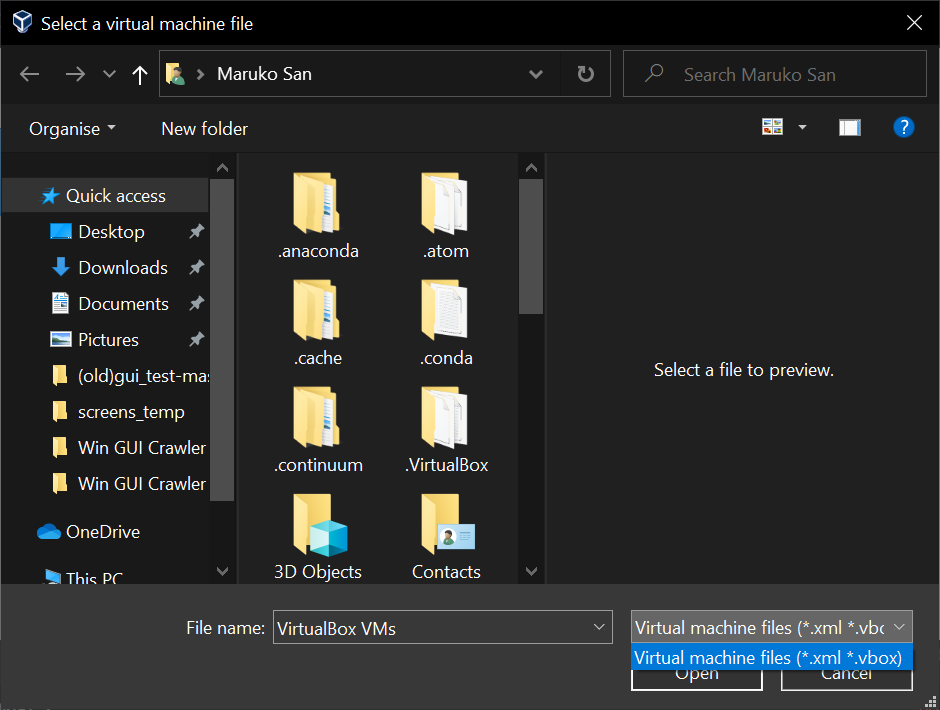 Select a virtual machine file
Maruko San
Search Maruko San
Organise
New folder
?
Quick access
Desktop
Downloads
Documents
Pictures
(old)gui_test-mas
screens_temp
Win GUI Crawler
Win GUI Crawler
OneDrive
This PC
.anaconda
.atom
.cache
.conda
.continuum
.VirtualBox
3D Objects
Contacts
Select a file to preview.
File name:
VirtualBox VMs
Virtual machine files (*.xml *.vbo
Virtual machine files (*.xml *.vbox)
Open
Cancel